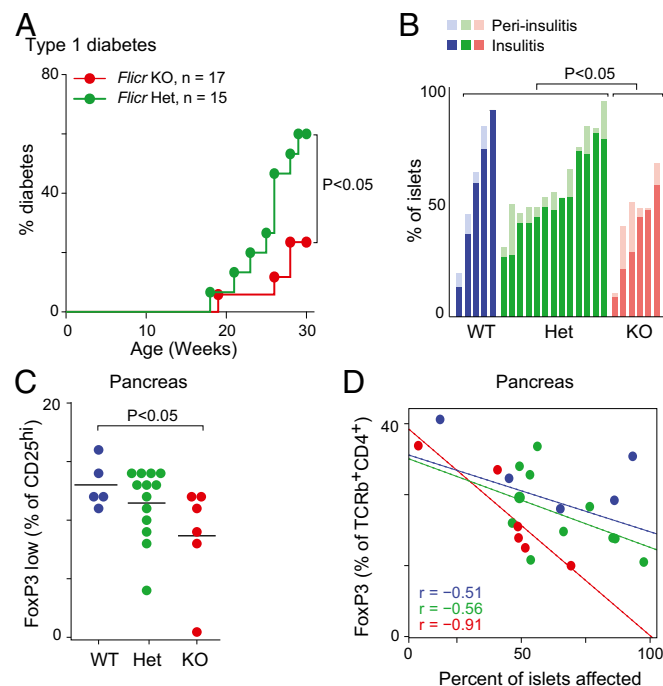 A
Type 1 diabetes
Flicr KO, n = 17
Flicr Het, n = 15
80
40
0
% diabetes
P<0.05
0
10
20
30
Age (Weeks)
B
Peri-insulitis
Insulitis
P<0.05
100
50
0
% of islets
WT
Het
KO
C
Pancreas
P<0.05
20
10
0
FoxP3 low (% of CD25hi)
WT
Het
KO
D
Pancreas
40
20
0
FoxP3 (% of TCRb+CD4+)
r = −0.51
r = −0.56
r = −0.91
0
50
100
Percent of islets affected